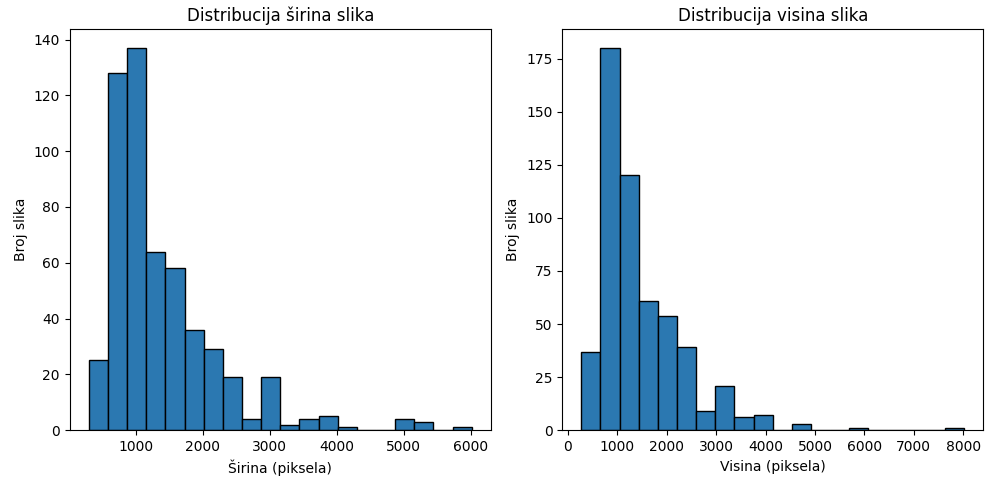 Distribucija širina slika
140
120
100
80
60
40
20
0
Broj slika
1000 2000 3000 4000 5000 6000
Širina (piksela)
Distribucija visina slika
175
150
125
100
75
50
25
0
Broj slika
0 1000 2000 3000 4000 5000 6000 7000 8000
Visina (piksela)